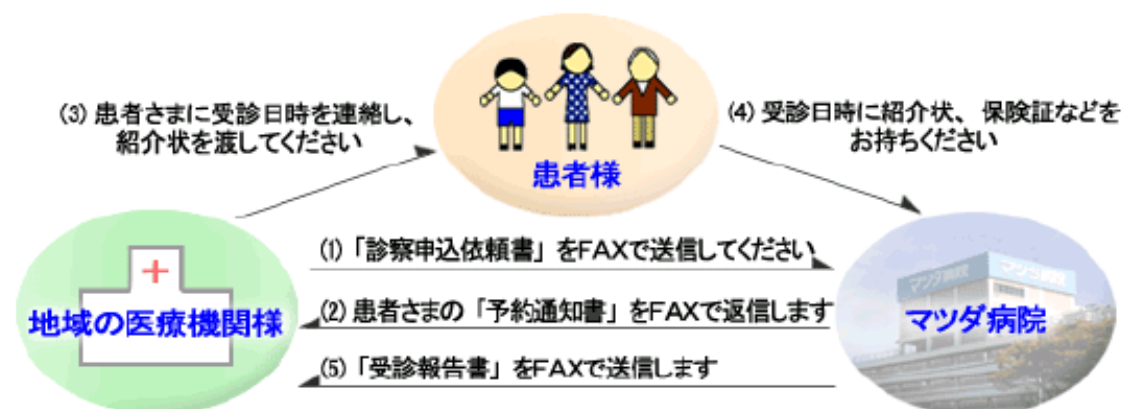 (3) 患者さまに受診日時を連絡し、
紹介状を渡してください
患者様
(4) 受診日時に紹介状、保険証などを
お持ちください
(1)「診察申込依頼書」をFAXで送信してください
(2) 患者さまの「予約通知書」をFAXで返信します
(5)「受診報告書」をFAXで送信します
地域の医療機関様
マツダ病院
マツダ病院